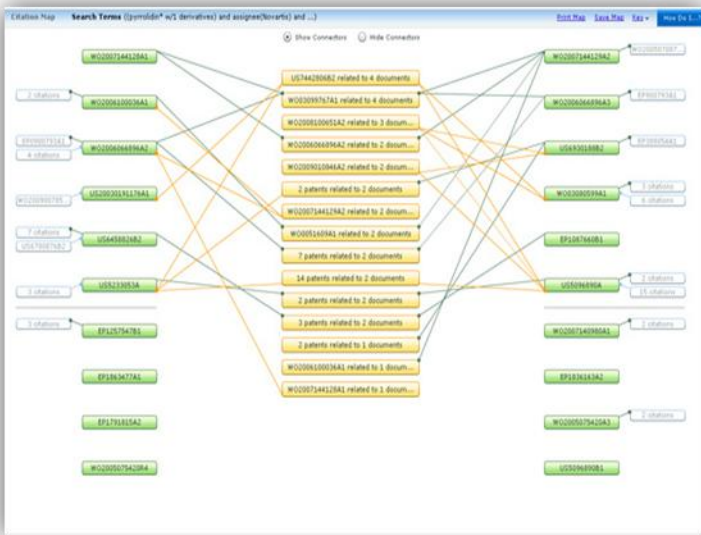 Citation Map Search Terms ((pyrrolidin* w/1 derivatives) and assignee(Novartis) and ...)
Print Map Save Map Key How Do I...?
Show Connectors Hide Connectors
WO2007144128A1
2 citations
WO2006100036A1
6 citations
WO2006066896A2
US20030191176A1
7 citations
US6458826B2
3 citations
US5233053A
3 citations
EP1257547B1
EP1863477A1
EP1791815A2
WO2005075420R4
US7442806B2 related to 4 documents
WO03099767A1 related to 4 documents
WO2008100651A2 related to 3 docum...
WO2006066896A2 related to 2 docum...
WO2009010846A2 related to 2 docum...
2 patents related to 2 documents
WO2007144129A2 related to 2 docum...
WO0051609A1 related to 2 documents
7 patents related to 2 documents
14 patents related to 2 documents
2 patents related to 2 documents
3 patents related to 2 documents
2 patents related to 1 documents
WO2006100036A1 related to 1 docum...
WO2007144128A1 related to 1 docum...
WO2007144129A2
WO2006066896A3
US6930188B2
WO03080599A1
3 citations
6 citations
EP1087660B1
US5096890A
2 citations
15 citations
WO2007140980A1
2 citations
EP1036163A2
WO2005075420A3
2 citations
US5096890B1